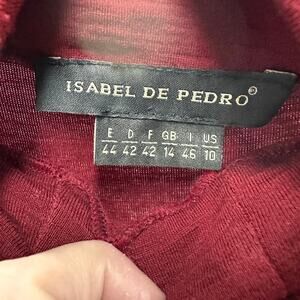 ISABEL DE PEDRO®
E D F GB I US
44 42 42 14 46 10